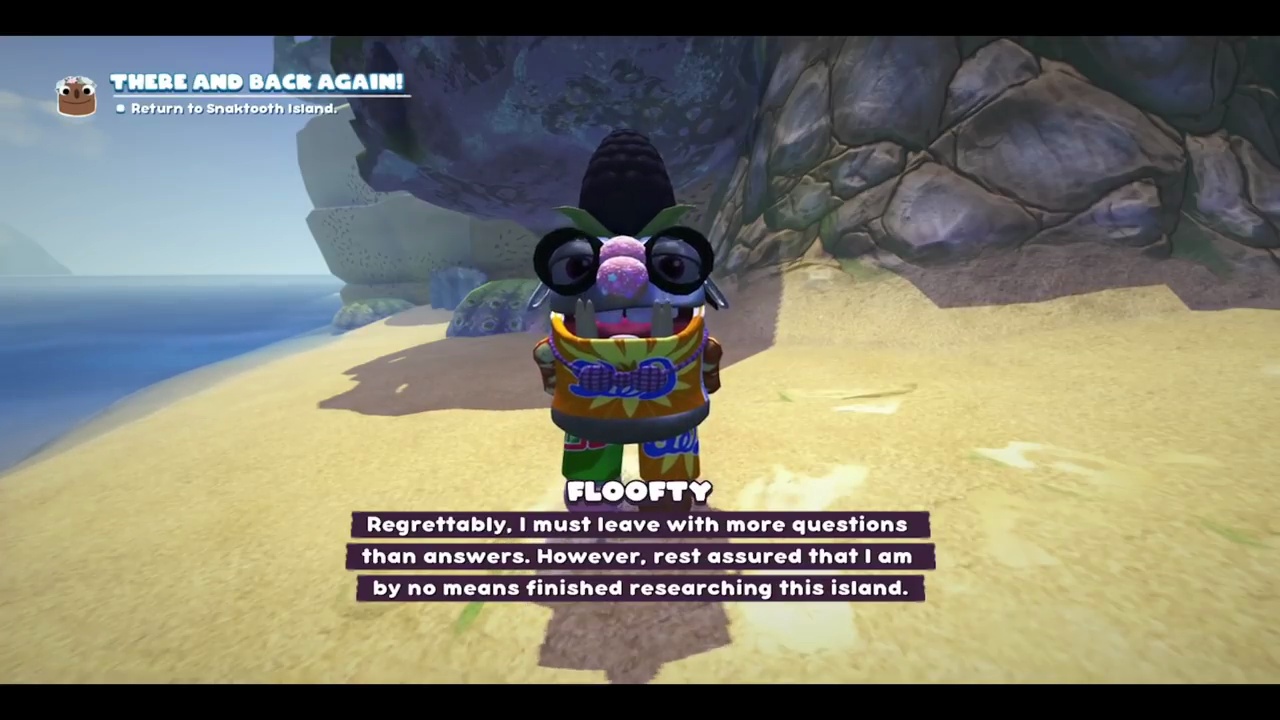 THERE AND BACK AGAIN!
Return to Snaktooth Island.
FLOOFTY
Regrettably, I must leave with more questions
than answers. However, rest assured that I am
by no means finished researching this island.